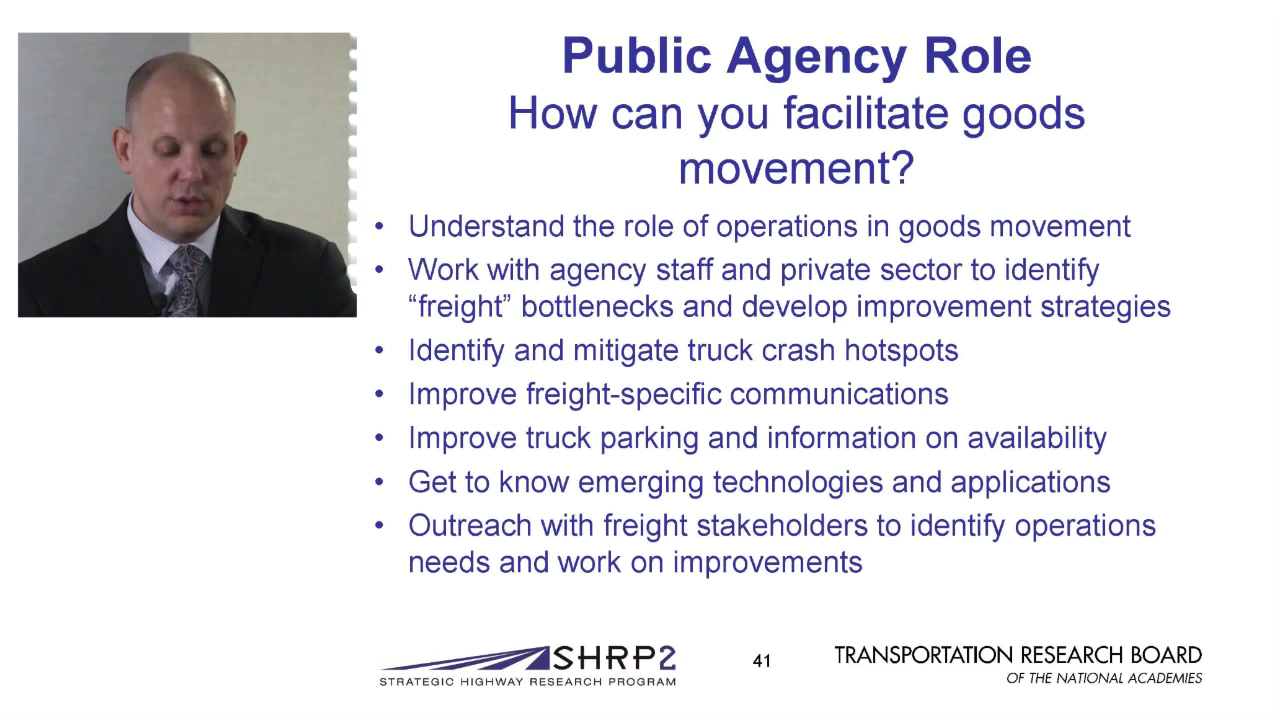 Public Agency Role
How can you facilitate goods
movement?
• Understand the role of operations in goods movement
• Work with agency staff and private sector to identify
“freight” bottlenecks and develop improvement strategies
• Identify and mitigate truck crash hotspots
• Improve freight-specific communications
• Improve truck parking and information on availability
• Get to know emerging technologies and applications
• Outreach with freight stakeholders to identify operations
needs and work on improvements
SHRP2
STRATEGIC HIGHWAY RESEARCH PROGRAM
41
TRANSPORTATION RESEARCH BOARD
OF THE NATIONAL ACADEMIES